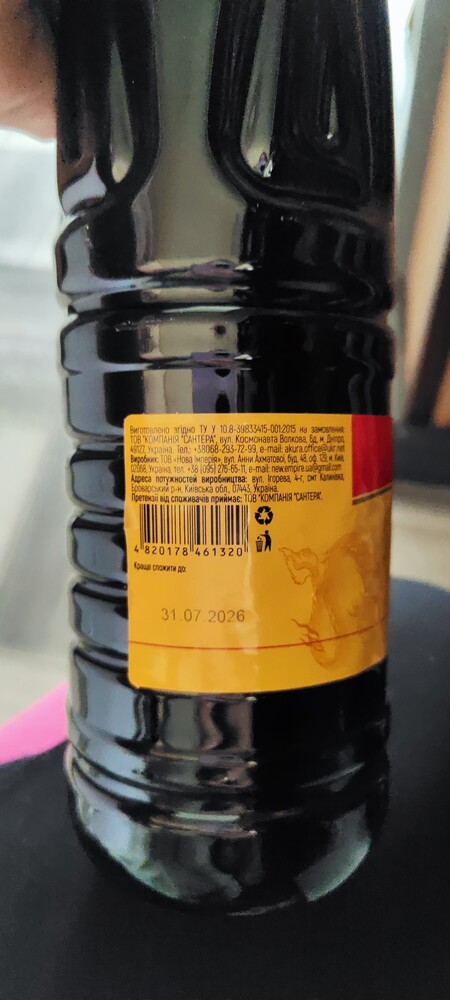 Виготовлено згідно ТУ У 10.8-39833415-001:2015 на замовлення
ТОВ "КОМПАНІЯ "САНТЕРА", вул. Космонавта Волкова, 6д, м. Дніпро,
49127, Україна. Тел.: +38068-293-72-99, e-mail: akura.office@ukr.net
Виробник: ТОВ «Нова Імперія», вул. Анни Ахматової, буд. 48, оф. 129, м. Київ,
02068, Україна, тел. +38 (095) 276-65-11, e-mail: new.empire.ua@gmail.com
Адреса потужностей виробництва: вул. Ігорева, 4-г, смт Калинівка,
Броварський р-н, Київська обл., 07443, Україна.
Претензії від споживачів приймає: ТОВ "КОМПАНІЯ "САНТЕРА".
4 820178 461320
Краще спожити до:
31.07.2026